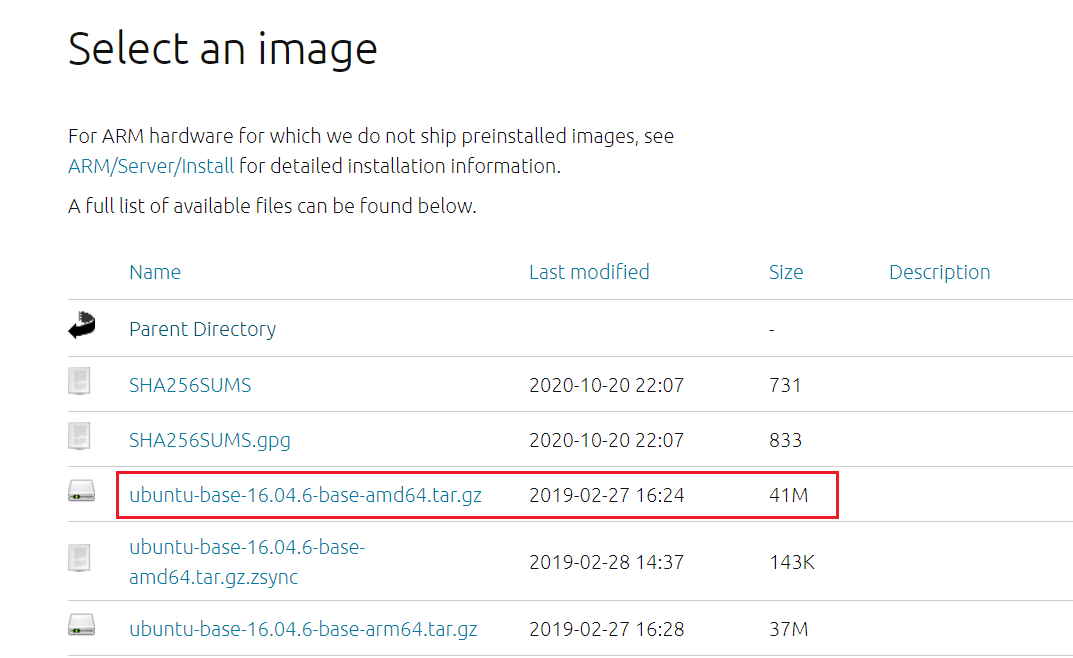 Select an image
For ARM hardware for which we do not ship preinstalled images, see
ARM/Server/Install for detailed installation information.
A full list of available files can be found below.
Name Last modified Size Description
Parent Directory -
SHA256SUMS 2020-10-20 22:07 731
SHA256SUMS.gpg 2020-10-20 22:07 833
ubuntu-base-16.04.6-base-amd64.tar.gz 2019-02-27 16:24 41M
ubuntu-base-16.04.6-base-
amd64.tar.gz.zsync 2019-02-28 14:37 143K
ubuntu-base-16.04.6-base-arm64.tar.gz 2019-02-27 16:28 37M